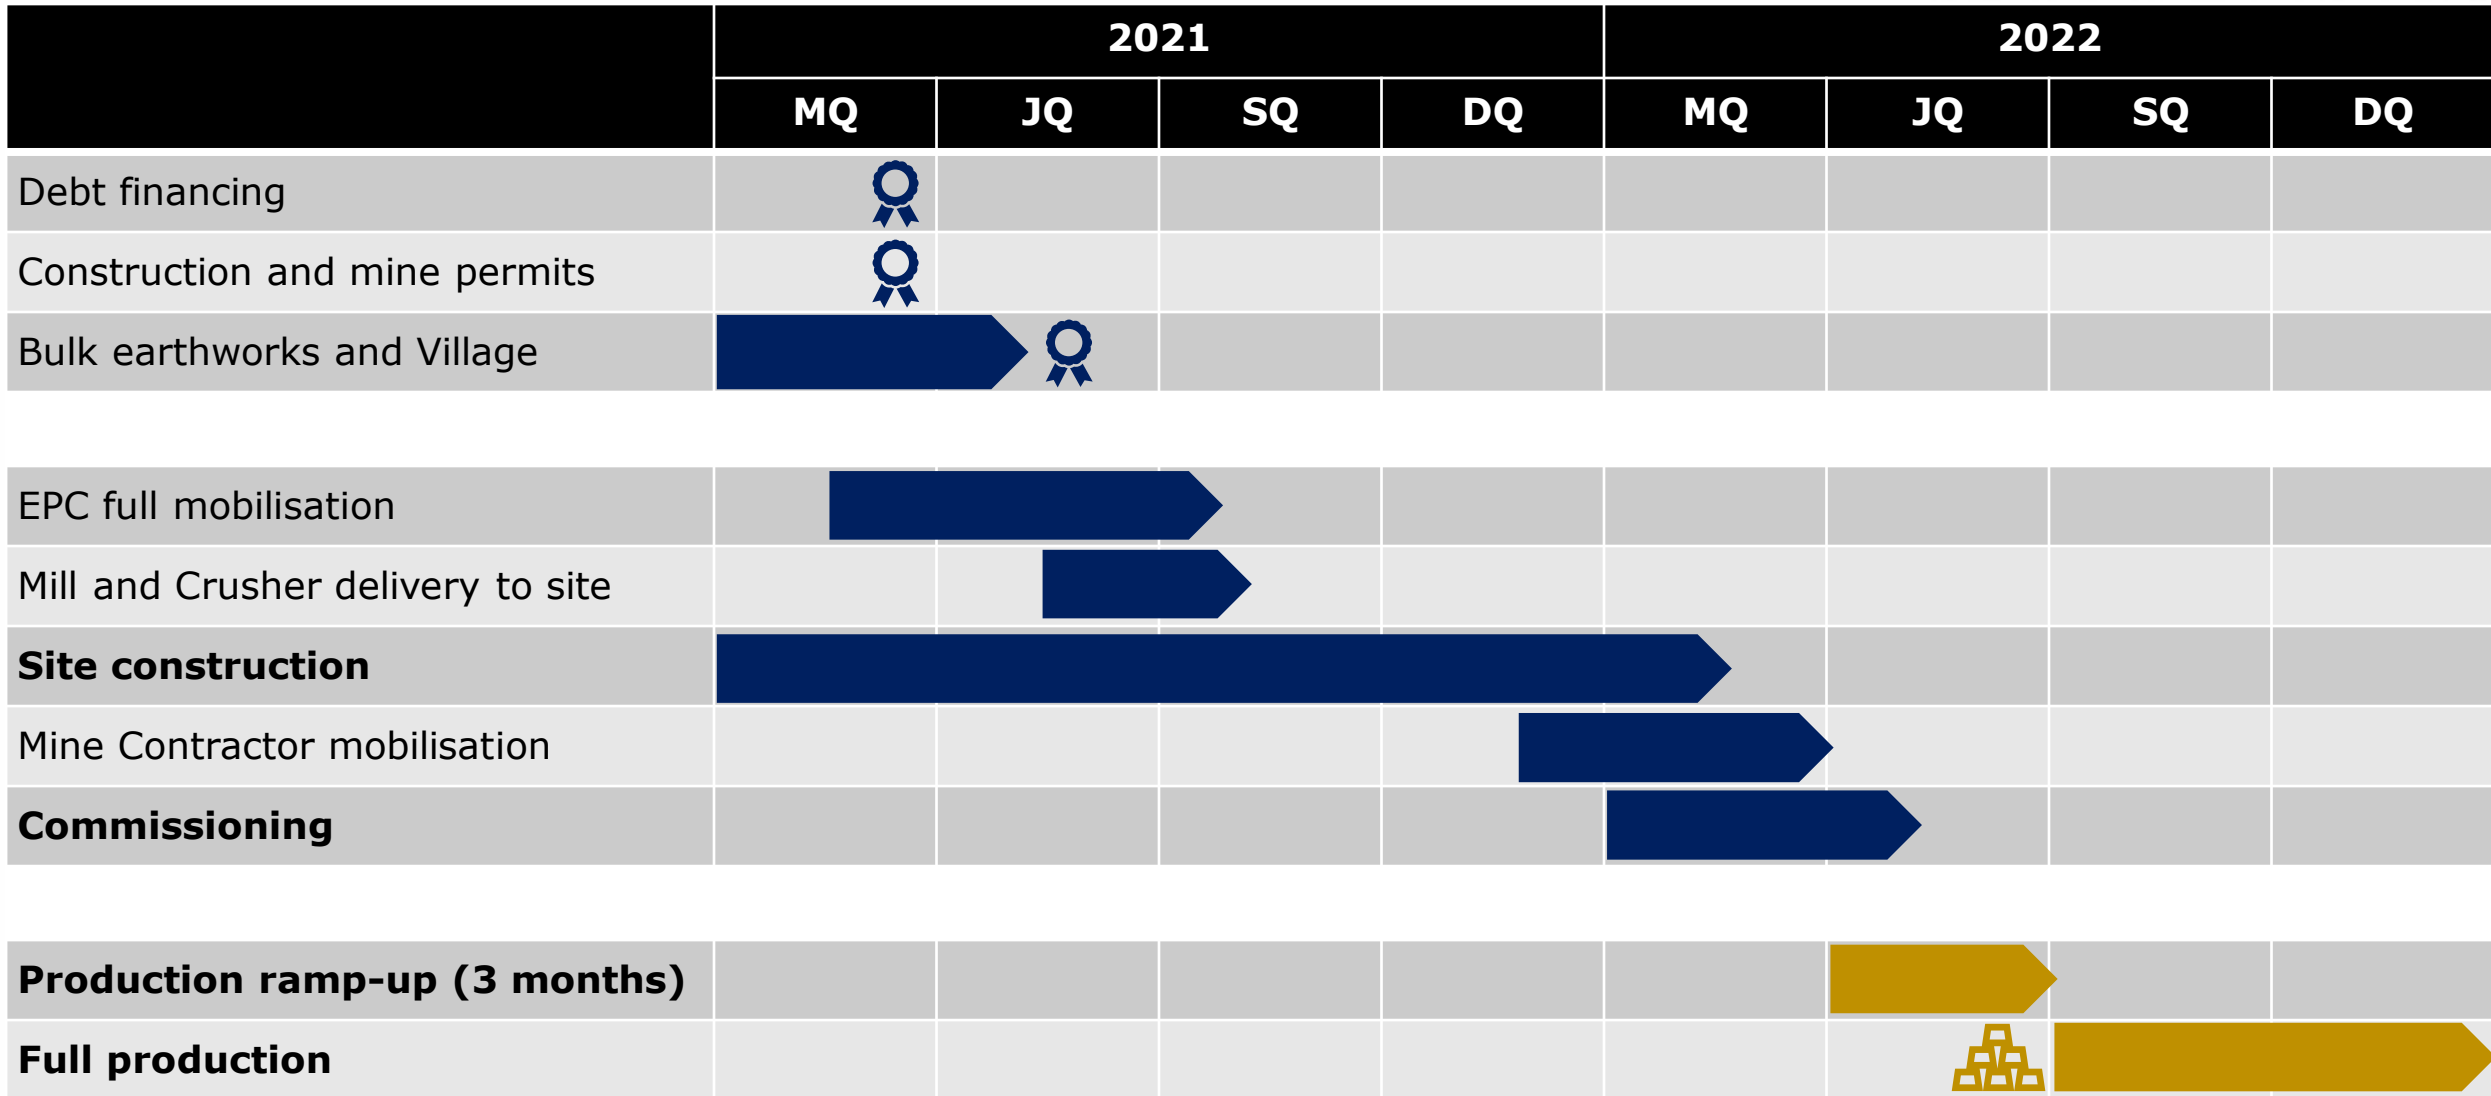 2021
2022
MQ
JQ
SQ
DQ
MQ
JQ
SQ
DQ
Debt financing
Construction and mine permits
Bulk earthworks and Village
EPC full mobilisation
Mill and Crusher delivery to site
Site construction
Mine Contractor mobilisation
Commissioning
Production ramp-up (3 months)
Full production